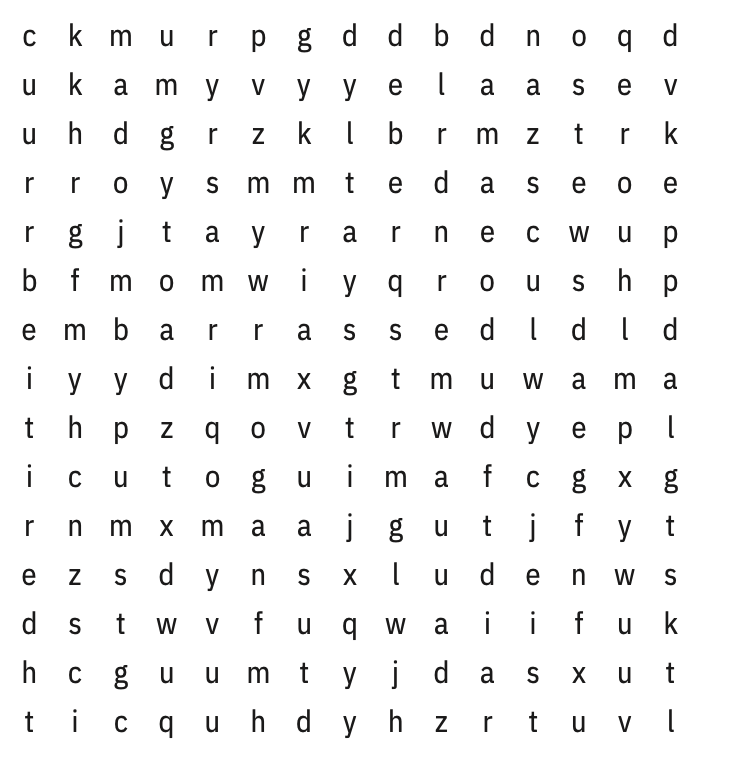 c k m u r p g d d b d n o q d
u k a m y v y y e l a a s e v
u h d g r z k l b r m z t r k
r r o y s m m t e d a s e o e
r g j t a y r a r n e c w u p
b f m o m w i y q r o u s h p
e m b a r r a s s e d l d l d
i y y d i m x g t m u w a m a
t h p z q o v t r w d y e p l
i c u t o g u i m a f c g x g
r n m x m a a j g u t j f y t
e z s d y n s x l u d e n w s
d s t w v f u q w a i i f u k
h c g u u m t y j d a s x u t
t i c q u h d y h z r t u v l